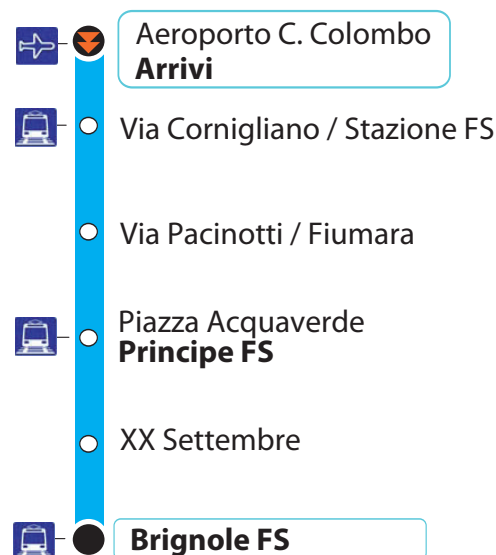 Aeroporto C. Colombo
Arrivi
Via Cornigliano / Stazione FS
Via Pacinotti / Fiumara
Piazza Acquaverde
Principe FS
XX Settembre
Brignole FS